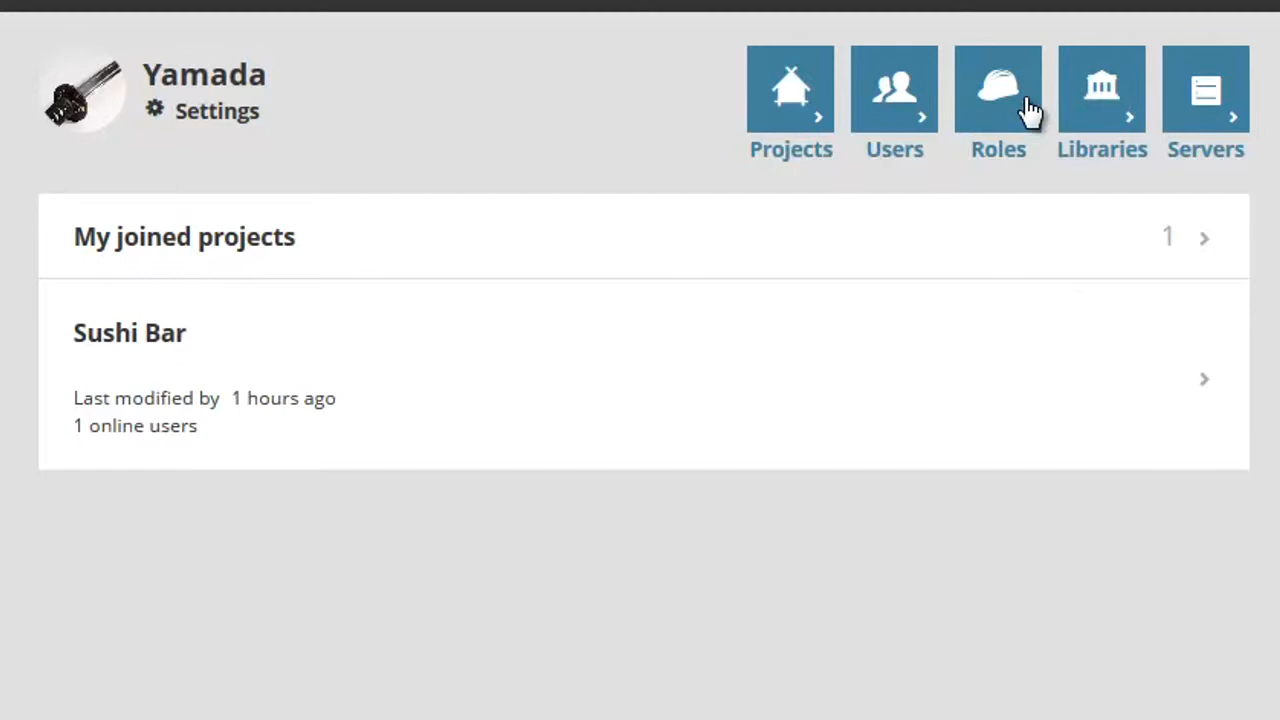 Yamada
Settings
Projects
Users
Roles
Libraries
Servers
My joined projects
1
Sushi Bar
Last modified by 1 hours ago
1 online users